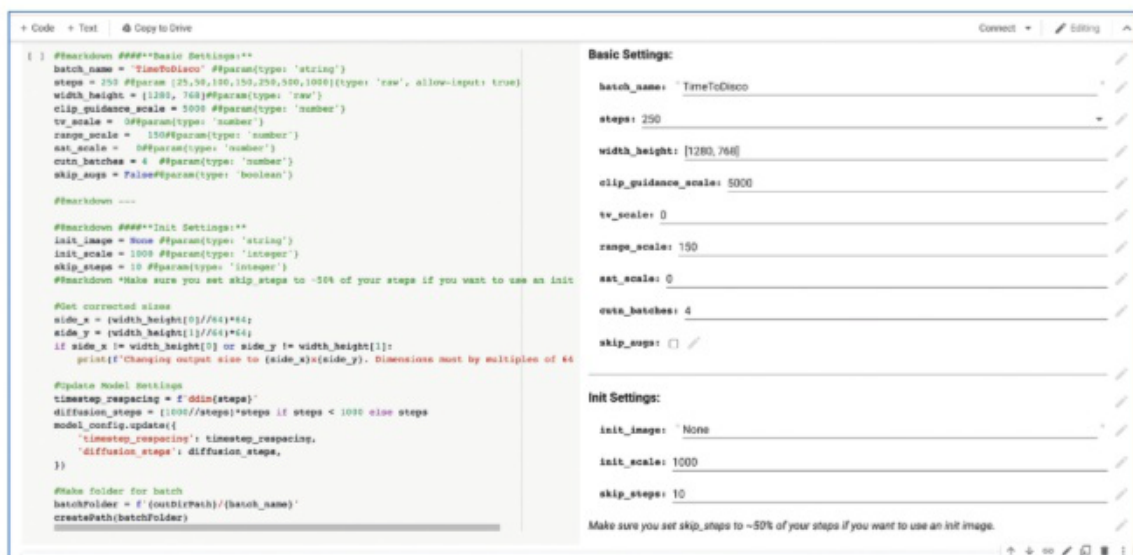 + Code + Text Copy to Drive
Connect Editing
[ ] #@markdown ####**Basic Settings:**
batch_name = 'TimeToDisco' #@param{type: 'string'}
steps = 250 #@param [25,50,100,150,250,500,1000]{type: 'raw', allow-input: true}
width_height = [1280, 768]#@param{type: 'raw'}
clip_guidance_scale = 5000 #@param{type: 'number'}
tv_scale = 0#@param{type: 'number'}
range_scale = 150#@param{type: 'number'}
sat_scale = 0#@param{type: 'number'}
cutn_batches = 4 #@param{type: 'number'}
skip_augs = False#@param{type: 'boolean'}
#@markdown ---
#@markdown ####**Init Settings:**
init_image = None #@param{type: 'string'}
init_scale = 1000 #@param{type: 'integer'}
skip_steps = 10 #@param{type: 'integer'}
#@markdown *Make sure you set skip_steps to ~50% of your steps if you want to use an init
#Get corrected sizes
side_x = (width_height[0]//64)*64;
side_y = (width_height[1]//64)*64;
if side_x != width_height[0] or side_y != width_height[1]:
print(f'Changing output size to {side_x}x{side_y}. Dimensions must by multiples of 64
#Update Model Settings
timestep_respacing = f'ddim{steps}'
diffusion_steps = (1000//steps)*steps if steps < 1000 else steps
model_config.update({
'timestep_respacing': timestep_respacing,
'diffusion_steps': diffusion_steps,
})
#Make folder for batch
batchFolder = f'{outDirPath}/{batch_name}'
createPath(batchFolder)
Basic Settings:
batch_name: "TimeToDisco"
steps: 250
width_height: [1280, 768]
clip_guidance_scale: 5000
tv_scale: 0
range_scale: 150
sat_scale: 0
cutn_batches: 4
skip_augs:
Init Settings:
init_image: "None"
init_scale: 1000
skip_steps: 10
Make sure you set skip_steps to ~50% of your steps if you want to use an init image.